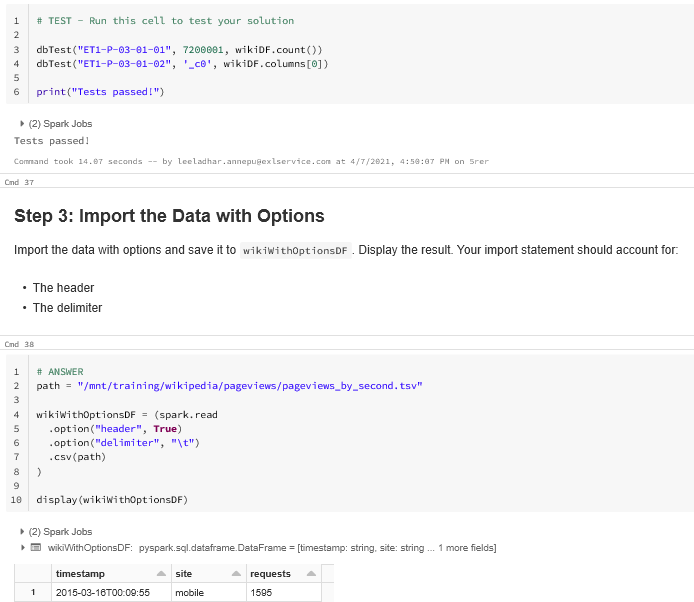 1 # TEST - Run this cell to test your solution
2
3 dbTest("ET1-P-03-01-01", 7200001, wikiDF.count())
4 dbTest("ET1-P-03-01-02", '_c0', wikiDF.columns[0])
5
6 print("Tests passed!")
(2) Spark Jobs
Tests passed!
Command took 14.07 seconds -- by leeladhar.annepu@exlservice.com at 4/7/2021, 4:50:07 PM on Srer
Cmd 37
Step 3: Import the Data with Options
Import the data with options and save it to wikiWithOptionsDF . Display the result. Your import statement should account for:
• The header
• The delimiter
Cmd 38
1 # ANSWER
2 path = "/mnt/training/wikipedia/pageviews/pageviews_by_second.tsv"
3
4 wikiWithOptionsDF = (spark.read
5 .option("header", True)
6 .option("delimiter", "\t")
7 .csv(path)
8 )
9
10 display(wikiWithOptionsDF)
(2) Spark Jobs
wikiWithOptionsDF: pyspark.sql.dataframe.DataFrame = [timestamp: string, site: string ... 1 more fields]
timestamp site requests
1 2015-03-16T00:09:55 mobile 1595